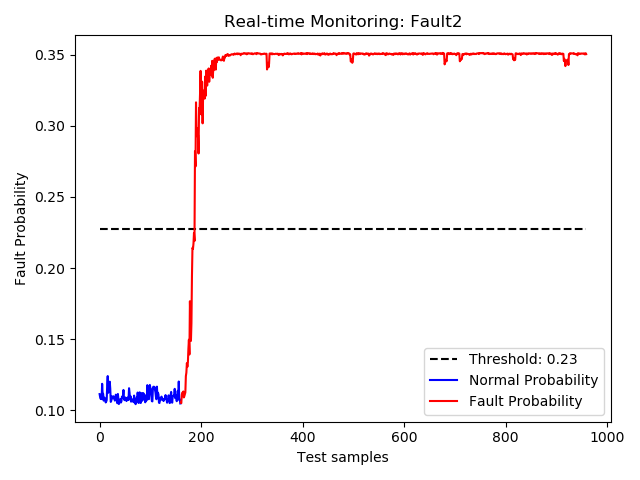 Real-time Monitoring: Fault2
Fault Probability
0.35
0.30
0.25
0.20
0.15
0.10
Threshold: 0.23
Normal Probability
Fault Probability
0 200 400 600 800 1000
Test samples